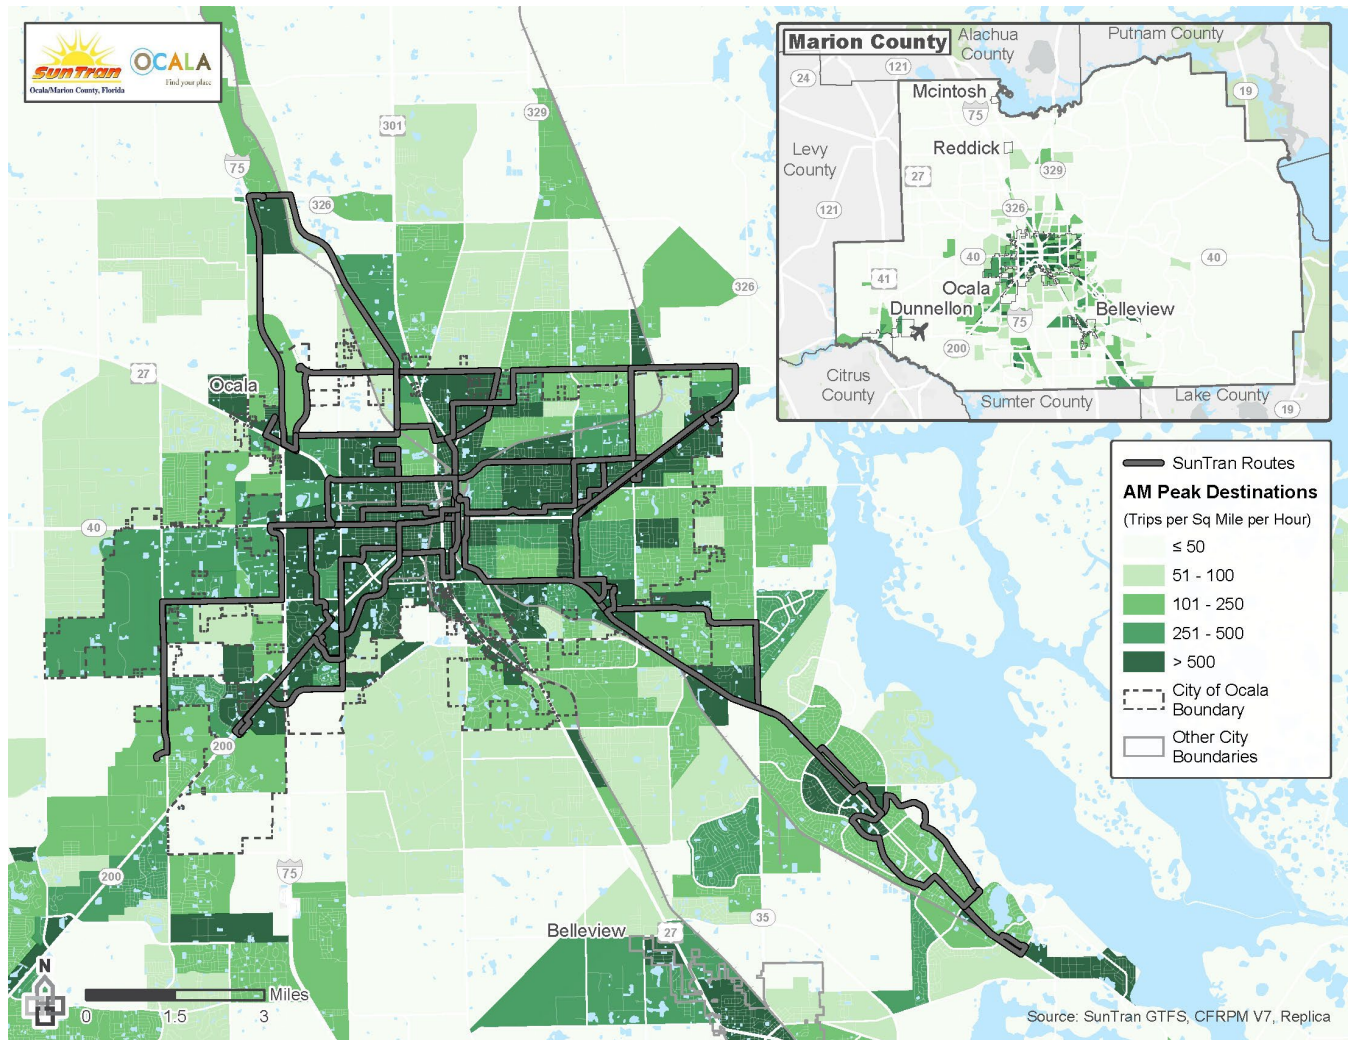 SunTran
Ocala/Marion County, Florida
OCALA
Find your place
Marion County
Alachua
County
Putnam County
121
24
Mcintosh
75
19
Levy
County
Reddick
329
27
121
326
40
40
41
Ocala
Dunnellon
75
Belleview
200
Citrus
County
Sumter County
Lake County
19
301
329
75
326
326
27
Ocala
40
200
200
75
35
Belleview
27
SunTran Routes
AM Peak Destinations
(Trips per Sq Mile per Hour)
≤ 50
51 - 100
101 - 250
251 - 500
> 500
City of Ocala
Boundary
Other City
Boundaries
N
Miles
0
1.5
3
Source: SunTran GTFS, CFRPM V7, Replica